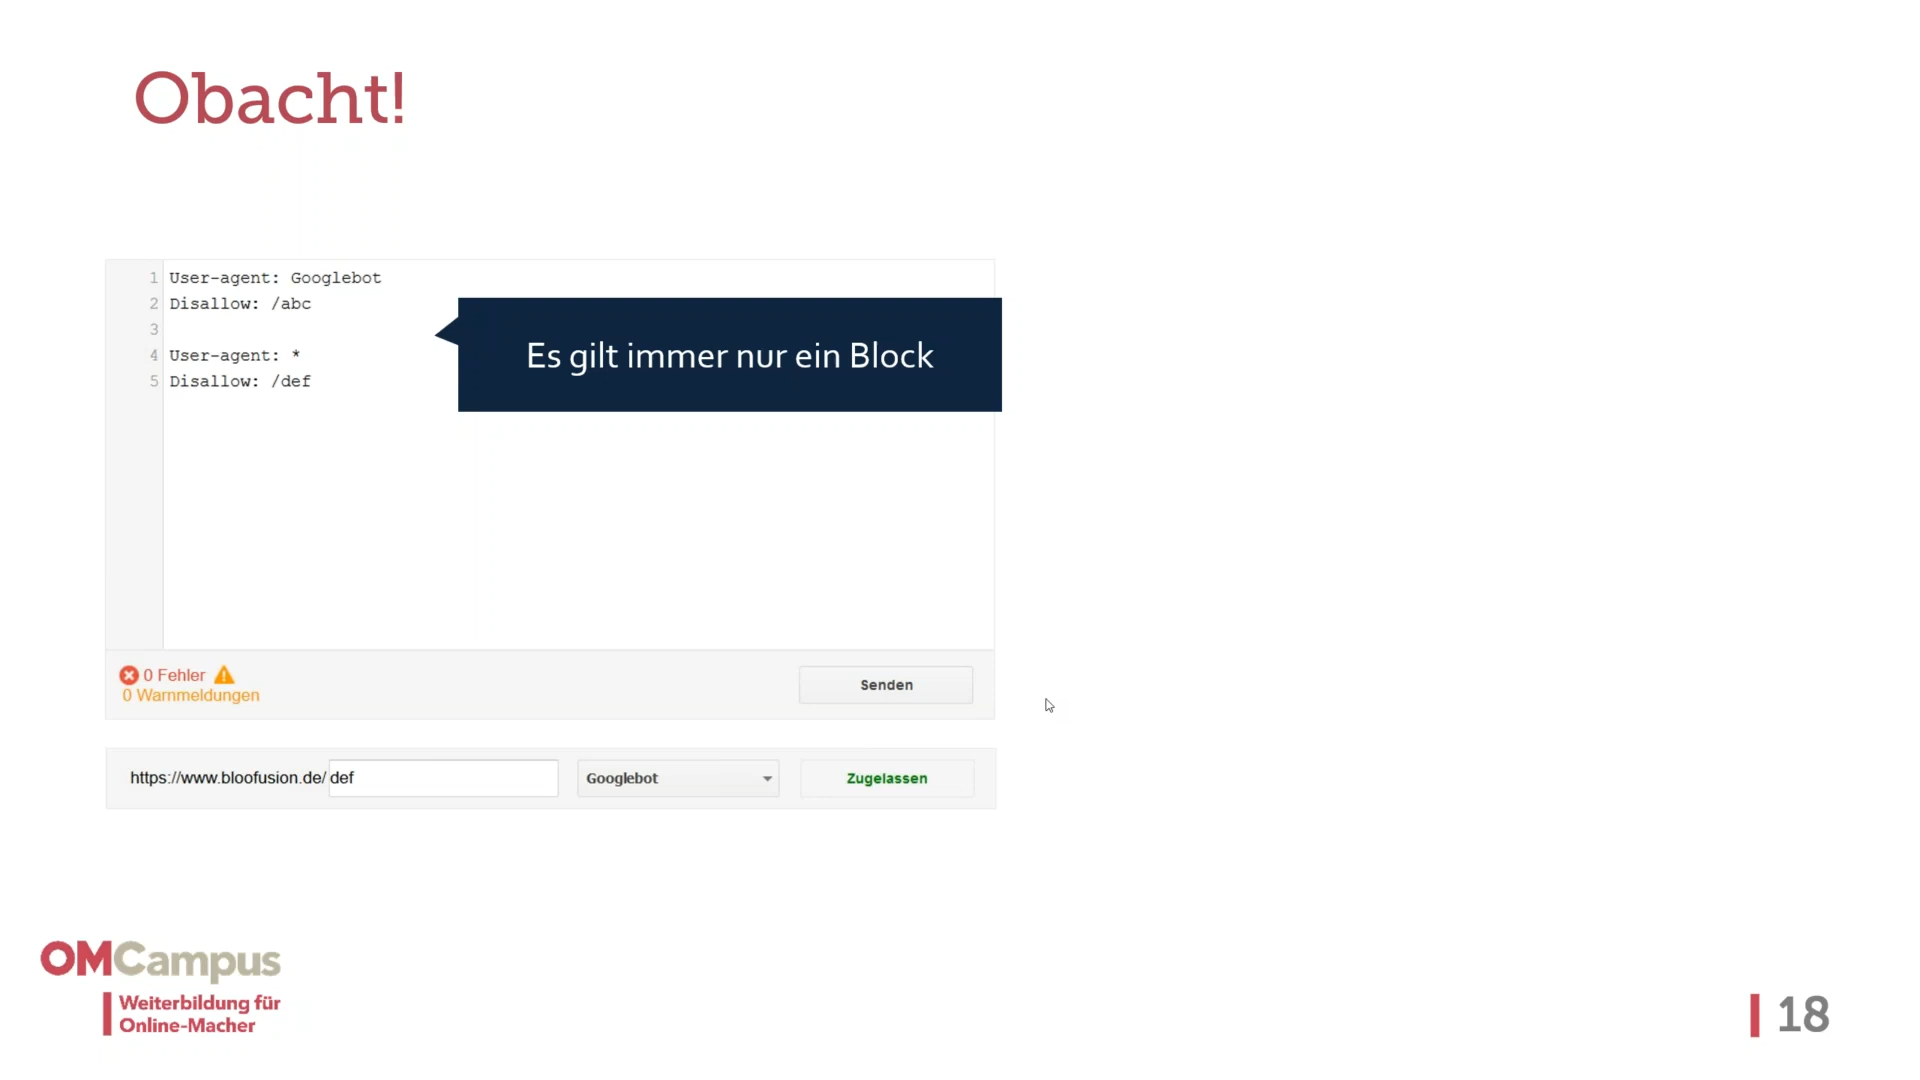 Obacht!
1 User-agent: Googlebot
2 Disallow: /abc
3
4 User-agent: *
5 Disallow: /def
Es gilt immer nur ein Block
0 Fehler
0 Warnmeldungen
Senden
https://www.bloofusion.de/ def
Googlebot
Zugelassen
OMCampus
Weiterbildung für
Online-Macher
18